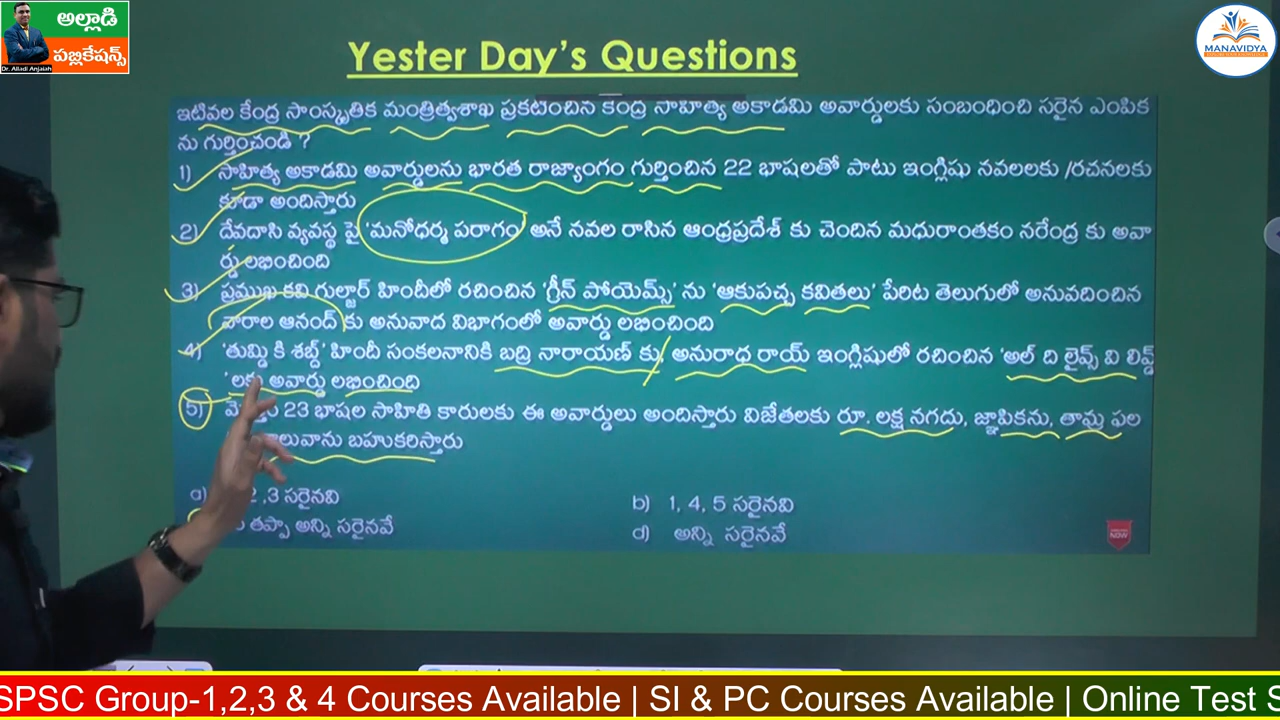 అల్లాడి
పబ్లికేషన్స్
Dr. Alladi Anjaiah
MANAVIDYA
Yester Day's Questions
ఇటీవల కేంద్ర సాంస్కృతిక మంత్రిత్వశాఖ ప్రకటించిన కేంద్ర సాహిత్య అకాడమి అవార్డులకు సంబంధించి సరైన ఎంపిక
ను గుర్తించండి ?
1) సాహిత్య అకాడమి అవార్డులను భారత రాజ్యాంగం గుర్తించిన 22 భాషలతో పాటు ఇంగ్లిషు నవలలకు /రచనలకు
కూడా అందిస్తారు
2) దేవదాసి వ్యవస్థ పై 'మనోధర్మ పరాగం' అనే నవల రాసిన ఆంధ్రప్రదేశ్ కు చెందిన మధురాంతకం నరేంద్ర కు అవా
ర్డు లభించింది
3) ప్రముఖ కవి గుల్జార్ హిందీలో రచించిన 'గ్రీన్ పోయెమ్స్' ను 'ఆకుపచ్చ కవితలు' పేరిట తెలుగులో అనువదించిన
వారాల ఆనంద్ కు అనువాద విభాగంలో అవార్డు లభించింది
4) 'తుమ్డి కి శబ్ద్' హిందీ సంకలనానికి బద్రి నారాయణ్ కు, అనురాధ రాయ్ ఇంగ్లిషులో రచించిన 'అల్ ది లైవ్స్ వి లివ్డ్
' లకు అవార్డు లభించింది
5) 23 భాషల సాహితి కారులకు ఈ అవార్డులు అందిస్తారు విజేతలకు రూ. లక్ష నగదు, జ్ఞాపికను, తామ్ర ఫల
లువాను బహుకరిస్తారు
a) 2 ,3 సరైనవి
b) 1, 4, 5 సరైనవి
తప్పా అన్ని సరైనవే
d) అన్ని సరైనవే
SPSC Group-1,2,3 & 4 Courses Available | SI & PC Courses Available | Online Test S